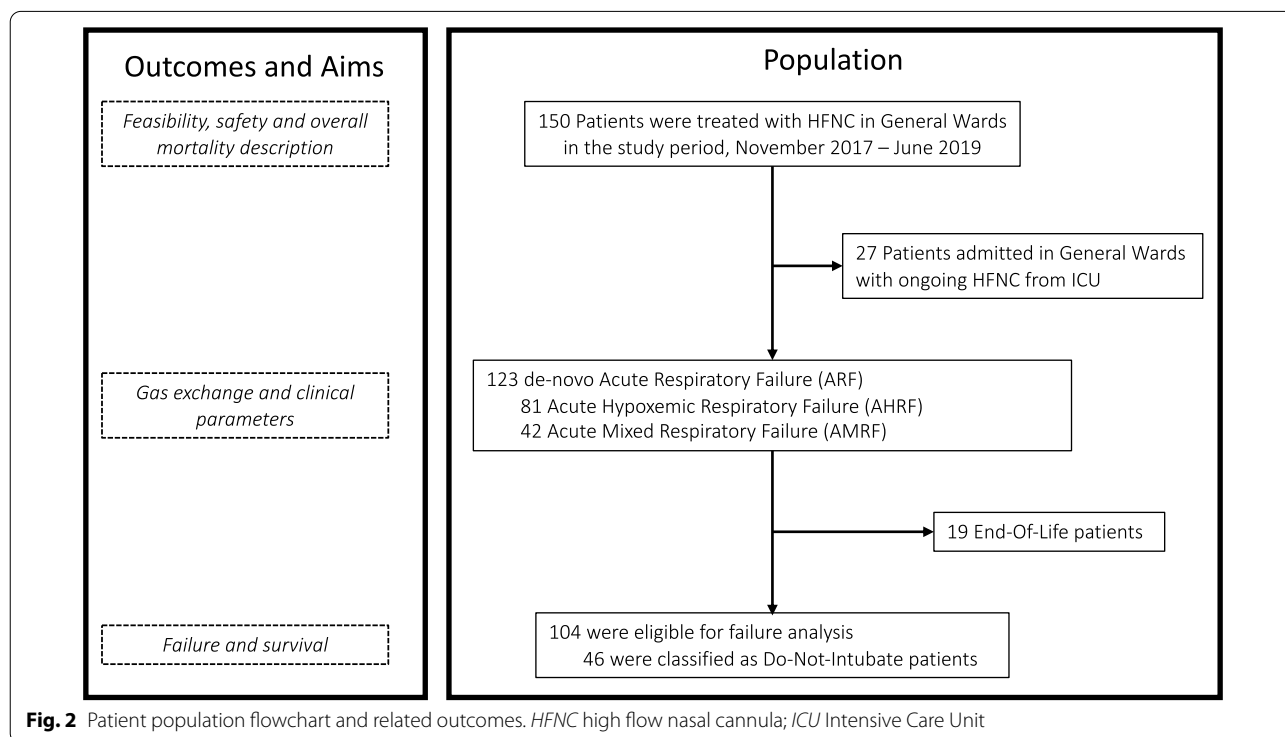 Outcomes and Aims
Feasibility, safety and overall
mortality description
Gas exchange and clinical
parameters
Failure and survival
Population
150 Patients were treated with HFNC in General Wards
in the study period, November 2017 – June 2019
27 Patients admitted in General Wards
with ongoing HFNC from ICU
123 de-novo Acute Respiratory Failure (ARF)
81 Acute Hypoxemic Respiratory Failure (AHRF)
42 Acute Mixed Respiratory Failure (AMRF)
19 End-Of-Life patients
104 were eligible for failure analysis
46 were classified as Do-Not-Intubate patients
Fig. 2 Patient population flowchart and related outcomes. HFNC high flow nasal cannula; ICU Intensive Care Unit